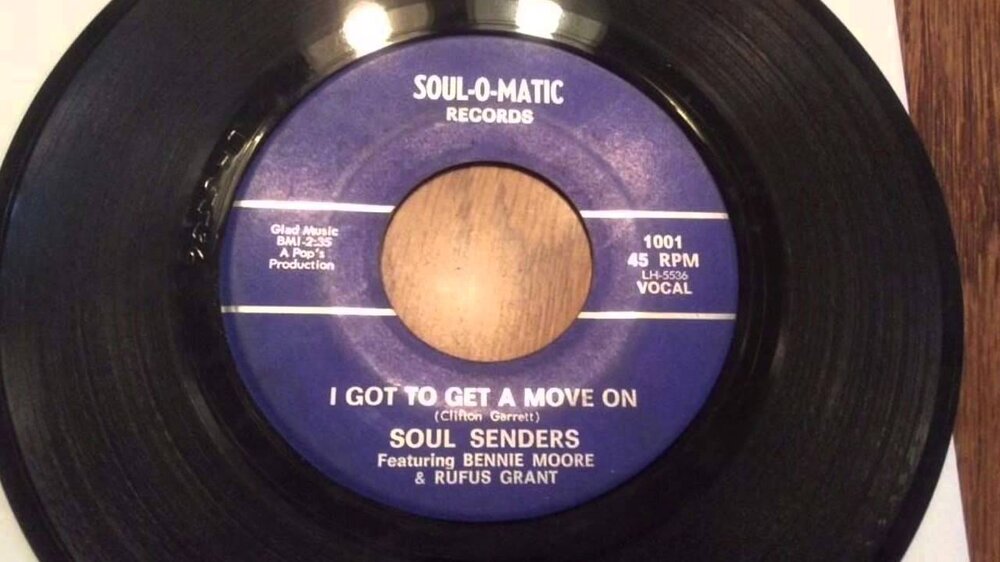 SOUL-O-MATIC
RECORDS
Glad Music
BMI-2:35
A Pop's
Production
1001
45 RPM
LH-5536
VOCAL
I GOT TO GET A MOVE ON
(Clifton Garrett)
SOUL SENDERS
Featuring BENNIE MOORE
& RUFUS GRANT